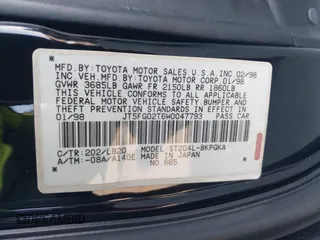 MFD. BY: TOYOTA MOTOR SALES U.S.A. INC. 02/98
INC. VEH. MFD. BY: TOYOTA MOTOR CORP. 01/98
GVWR 3685LB GAWR FR 2150LB RR 1860LB
THIS VEHICLE CONFORMS TO ALL APPLICABLE
FEDERAL MOTOR VEHICLE SAFETY, BUMPER, AND
THEFT PREVENTION STANDARDS IN EFFECT ON
01/98 JT5FG02T6W0047793 PASS CAR
C/TR: 202/LB20 MODEL: ST204L-BKPGKA
A/TM: -08A/A140E MADE IN JAPAN
NO. 665